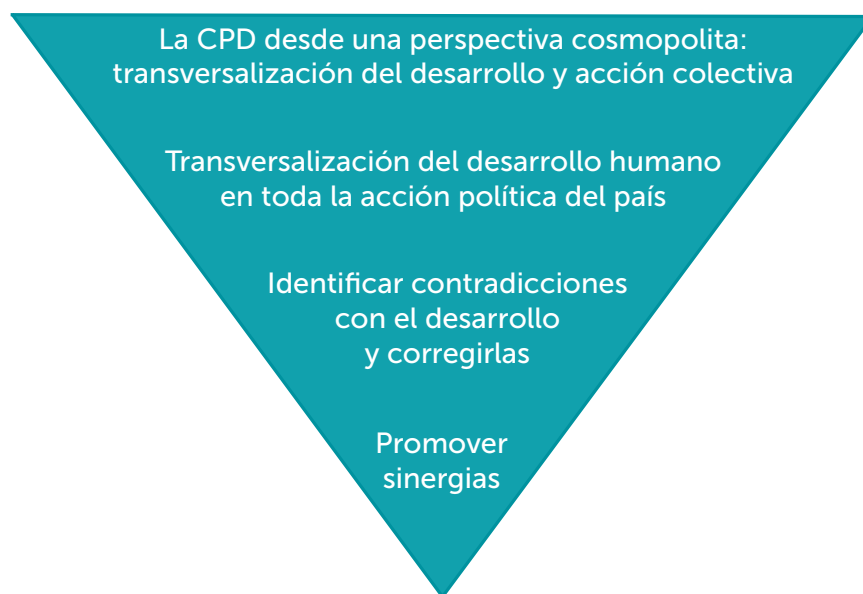 La CPD desde una perspectiva cosmopolita:
transversalización del desarrollo y acción colectiva
Transversalización del desarrollo humano
en toda la acción política del país
Identificar contradicciones
con el desarrollo
y corregirlas
Promover
sinergias